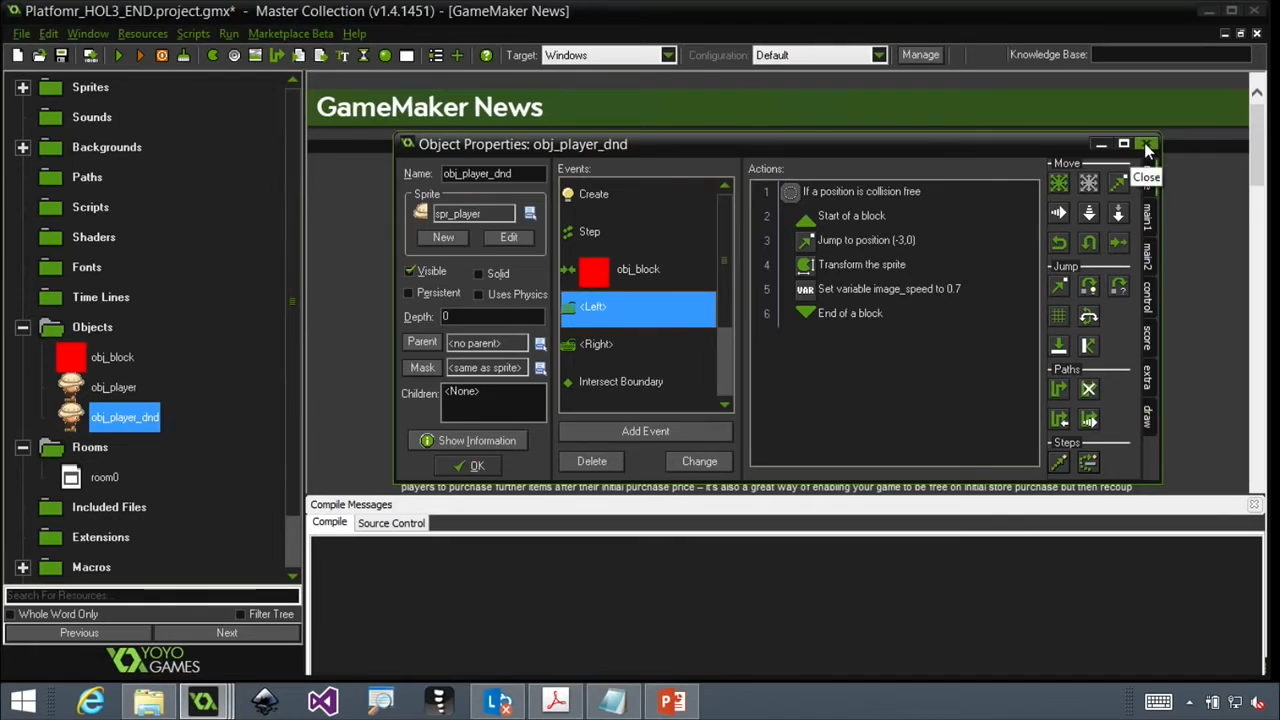 Platfomr_HOL3_END.project.gmx* - Master Collection (v1.4.1451) - [GameMaker News]
File Edit Window Resources Scripts Run Marketplace Beta Help
Target: Windows Configuration: Default Manage Knowledge Base:
Sprites
Sounds
Backgrounds
Paths
Scripts
Shaders
Fonts
Time Lines
Objects
obj_block
obj_player
obj_player_dnd
Rooms
room0
Included Files
Extensions
Macros
Search For Resources...
Whole Word Only Filter Tree
Previous Next
YOYO
GAMES
GameMaker News
Object Properties: obj_player_dnd
Close
Name: obj_player_dnd
Sprite
spr_player
New Edit
Visible Solid
Persistent Uses Physics
Depth: 0
Parent <no parent>
Mask <same as sprite>
Children: <None>
Show Information
OK
Events:
Create
Step
obj_block
<Left>
<Right>
Intersect Boundary
Add Event
Delete Change
Actions:
1 If a position is collision free
2 Start of a block
3 Jump to position (-3,0)
4 Transform the sprite
5 VAR Set variable image_speed to 0.7
6 End of a block
Move
Jump
Paths
Steps
main1
main2
control
score
extra
draw
players to purchase further items after their initial purchase price – it's also a great way of enabling your game to be free on initial store purchase but then recoup
Compile Messages
Compile Source Control